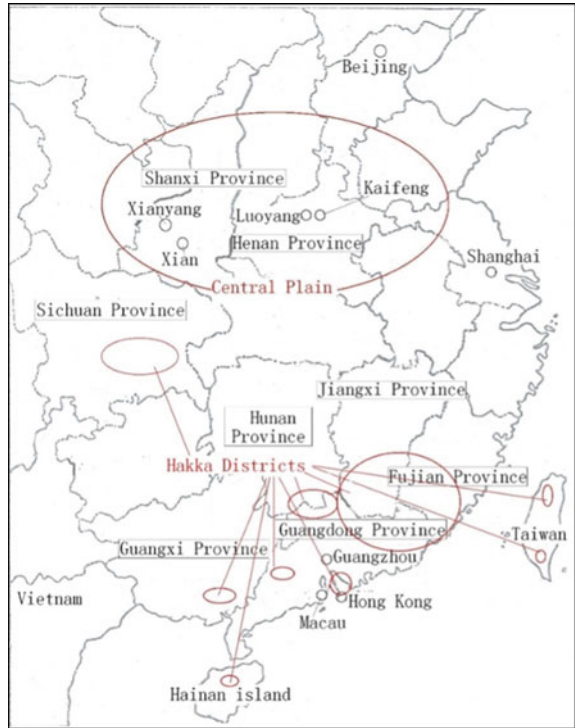 Beijing
Shanxi Province
Kaifeng
Xianyang
Luoyang
Henan Province
Xian
Shanghai
Central Plain
Sichuan Province
Jiangxi Province
Hunan
Province
Hakka Districts
Fujian Province
Guangdong Province
Taiwan
Guangxi Province
Guangzhou
Vietnam
Hong Kong
Macau
Hainan island